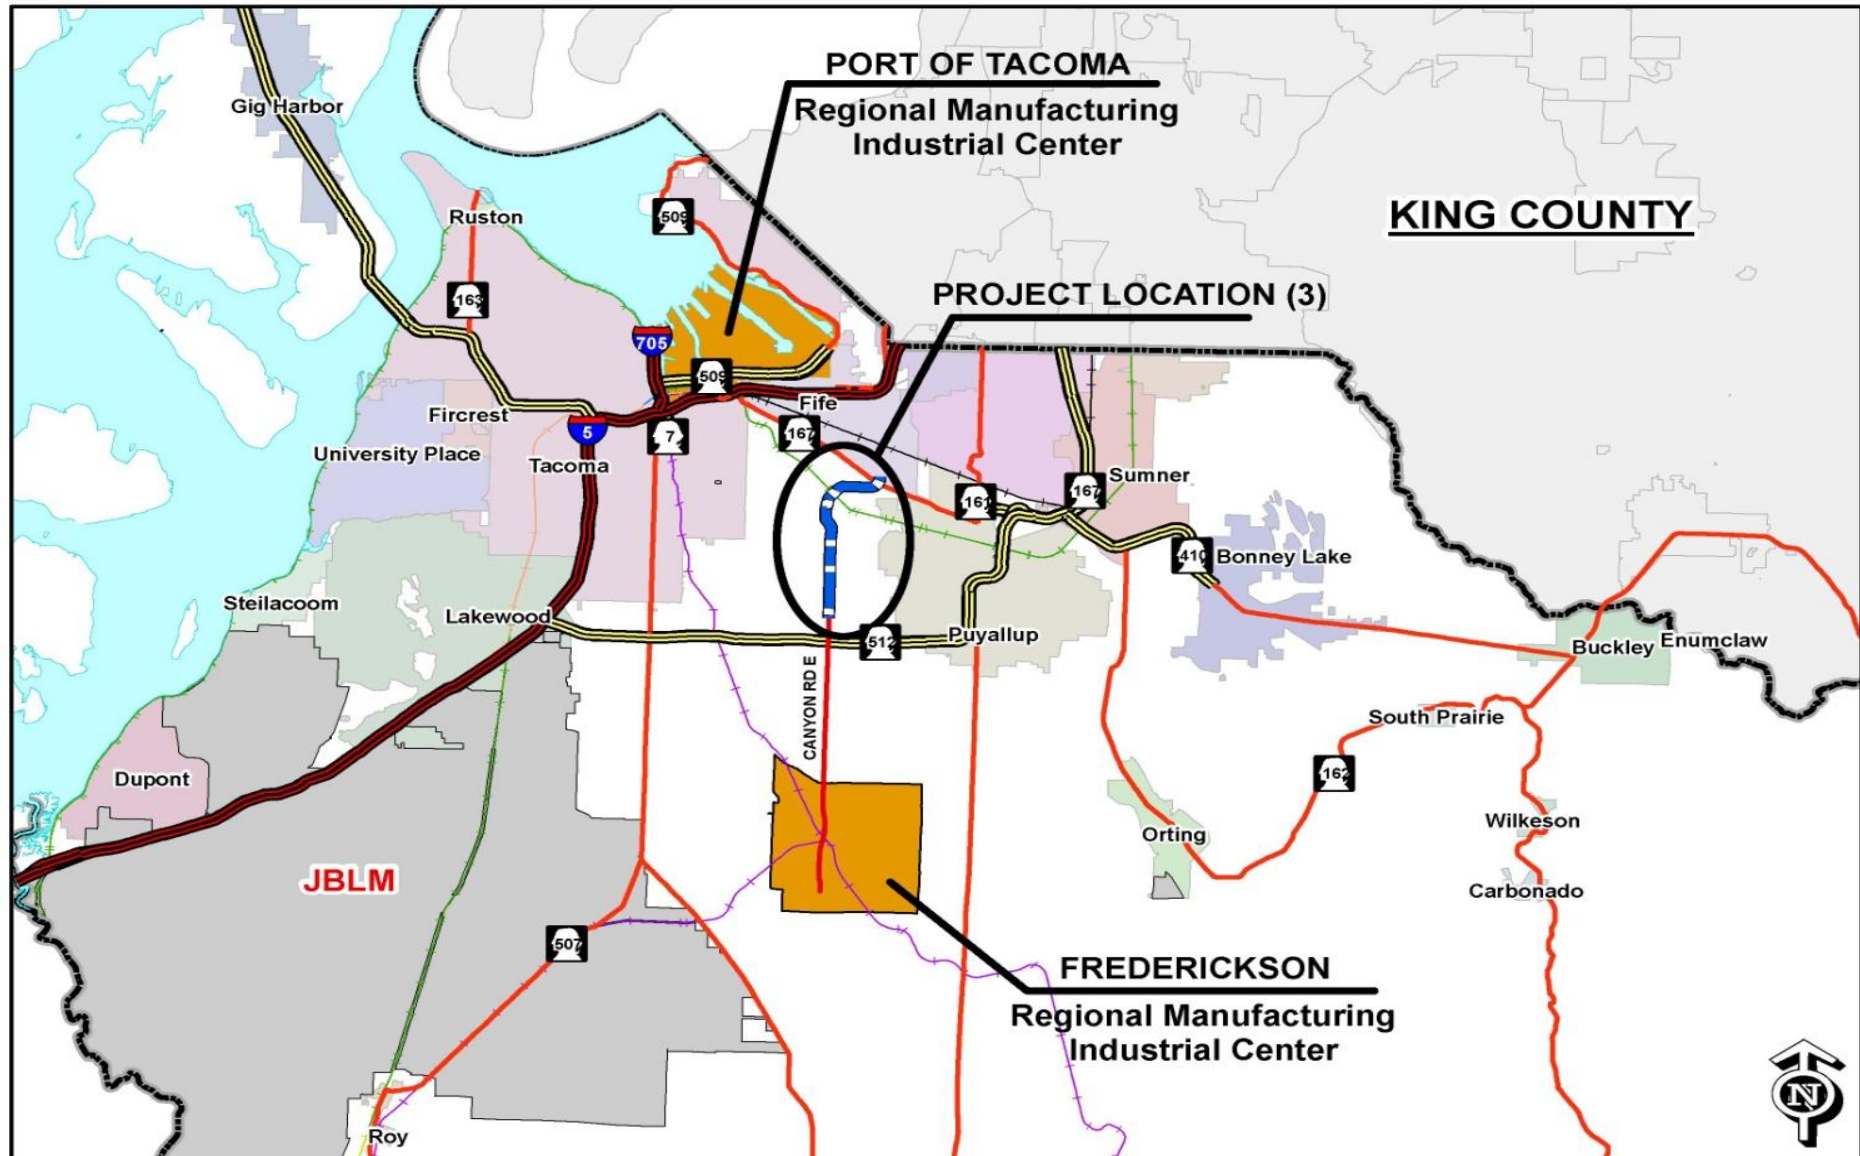 PORT OF TACOMA
Regional Manufacturing
Industrial Center
Gig Harbor
KING COUNTY
Ruston
509
163
PROJECT LOCATION (3)
705
509
Fife
Fircrest
5
7
167
University Place
Tacoma
Sumner
161
167
410
Bonney Lake
Steilacoom
Lakewood
512
Puyallup
Buckley
Enumclaw
CANYON RD E
South Prairie
Dupont
162
Wilkeson
Orting
JBLM
Carbonado
507
FREDERICKSON
Regional Manufacturing
Industrial Center
N
Roy